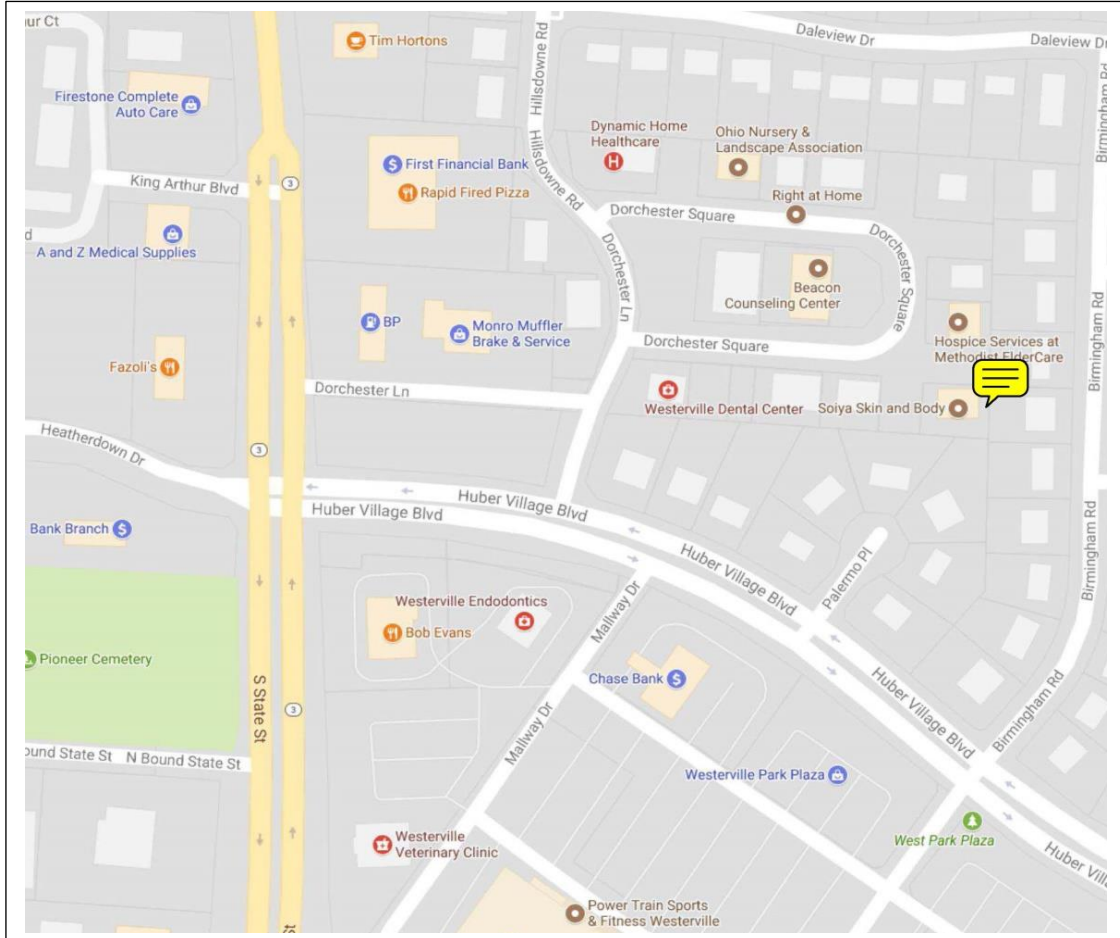 ur Ct
Tim Hortons
Hillsdowne Rd
Daleview Dr
Daleview Dr
Firestone Complete
Auto Care
Birmingham Rd
Dynamic Home
Healthcare
Ohio Nursery &
Landscape Association
First Financial Bank
Hillsdowne Rd
King Arthur Blvd
3
Rapid Fired Pizza
Right at Home
Dorchester Square
d
A and Z Medical Supplies
Dorchester Ln
Dorchester Square
Beacon
Counseling Center
Birmingham Rd
BP
Monro Muffler
Brake & Service
Dorchester Square
Hospice Services at
Methodist ElderCare
Fazoli's
Dorchester Ln
Westerville Dental Center
Soiya Skin and Body
Heatherdown Dr
3
Huber Village Blvd
Huber Village Blvd
Bank Branch
Huber Village Blvd
Palermo Pl
Birmingham Rd
Westerville Endodontics
Mallway Dr
Bob Evans
Pioneer Cemetery
Chase Bank
S State St
3
Huber Village Blvd
Birmingham Rd
Mallway Dr
ound State St
N Bound State St
Westerville Park Plaza
West Park Plaza
Westerville
Veterinary Clinic
Huber Vill
Power Train Sports
& Fitness Westerville